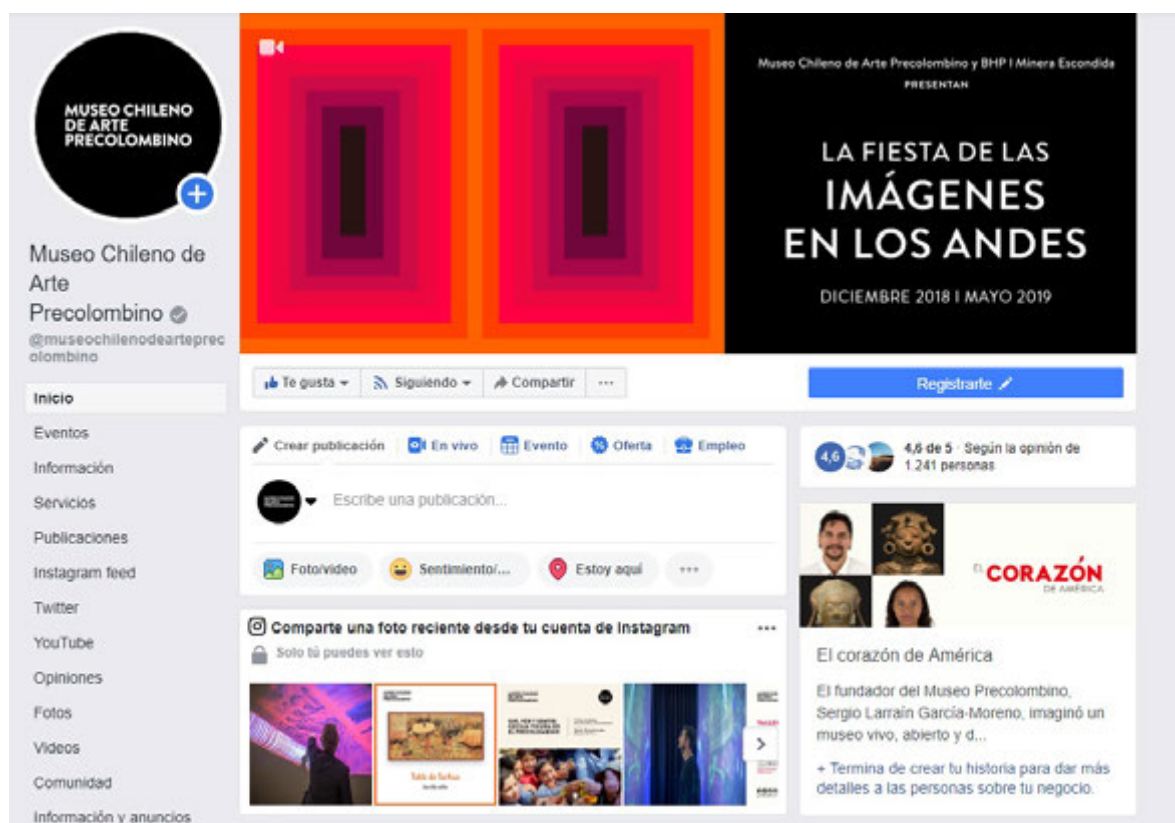 MUSEO CHILENO
DE ARTE
PRECOLOMBINO
Museo Chileno de
Arte
Precolombino
@museochilenodearteprec
olombino
Inicio
Eventos
Información
Servicios
Publicaciones
Instagram feed
Twitter
YouTube
Opiniones
Fotos
Videos
Comunidad
Información y anuncios
Museo Chileno de Arte Precolombino y BHP I Minera Escondida
PRESENTAN
LA FIESTA DE LAS
IMÁGENES
EN LOS ANDES
DICIEMBRE 2018 I MAYO 2019
Te gusta
Siguiendo
Compartir
...
Registrarte
Crear publicación
En vivo
Evento
Oferta
Empleo
Escribe una publicación...
Foto/video
Sentimiento/...
Estoy aquí
...
Comparte una foto reciente desde tu cuenta de Instagram
...
Solo tú puedes ver esto
4,6
4,6 de 5 · Según la opinión de
1.241 personas
EL CORAZÓN
DE AMÉRICA
El corazón de América
El fundador del Museo Precolombino,
Sergio Larraín García-Moreno, imaginó un
museo vivo, abierto y d...
+ Termina de crear tu historia para dar más
detalles a las personas sobre tu negocio.